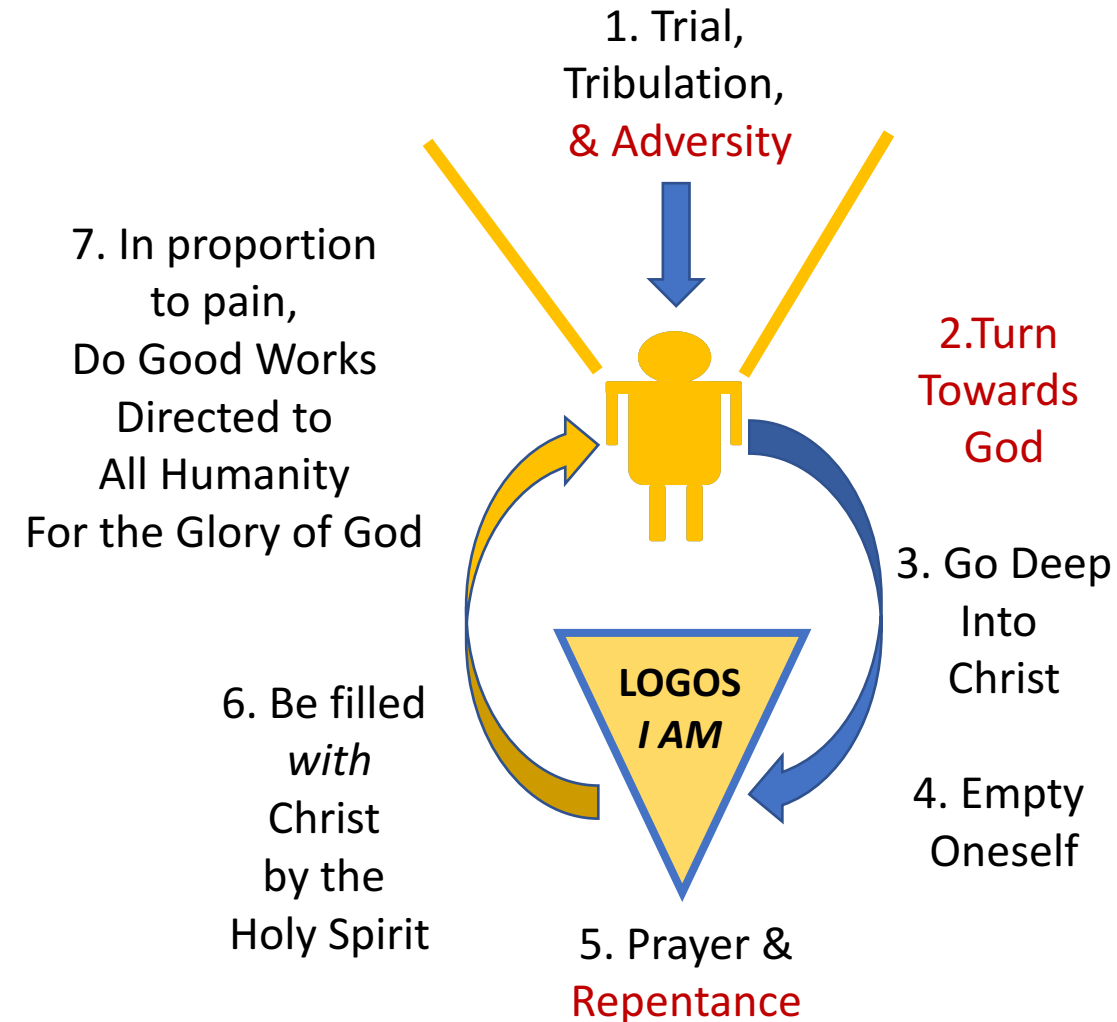 1. Trial,
Tribulation,
& Adversity
2.Turn
Towards
God
3. Go Deep
Into
Christ
4. Empty
Oneself
LOGOS
I AM
5. Prayer &
Repentance
6. Be filled
with
Christ
by the
Holy Spirit
7. In proportion
to pain,
Do Good Works
Directed to
All Humanity
For the Glory of God